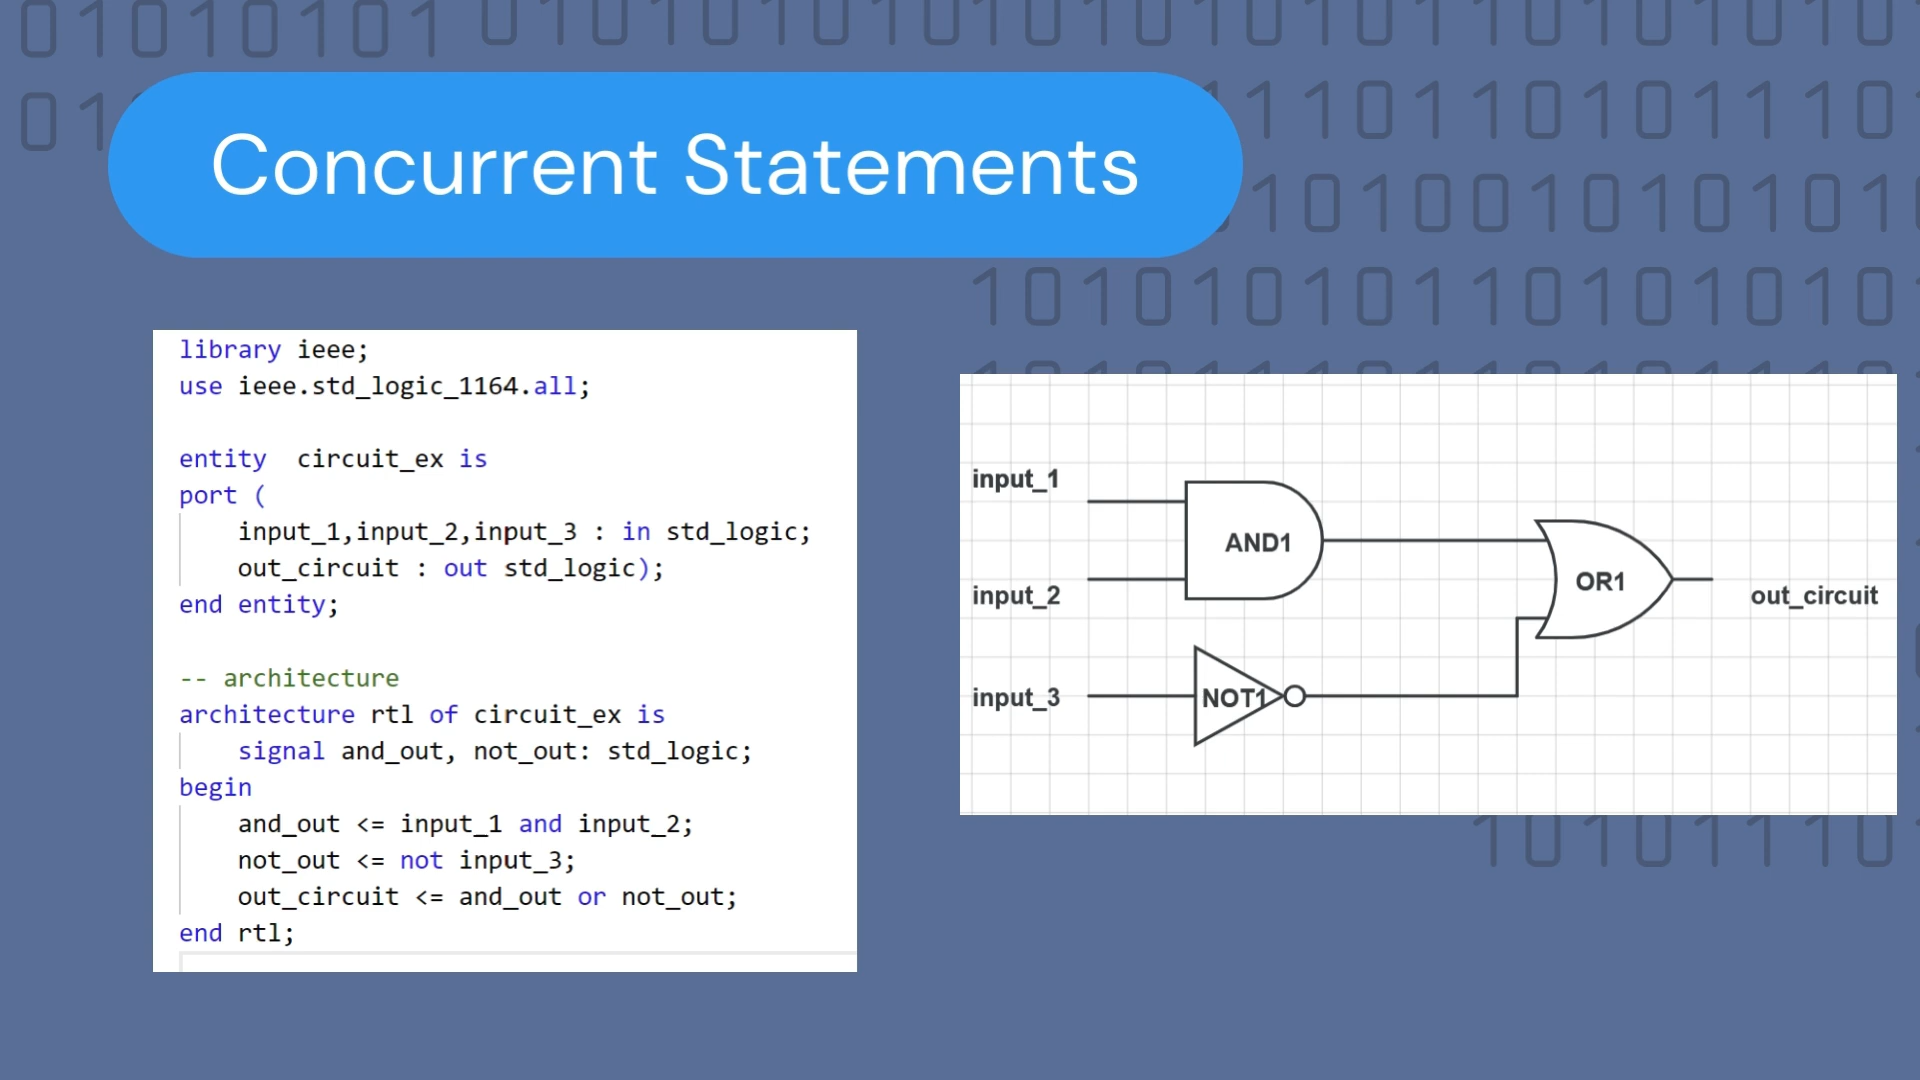 Concurrent Statements
library ieee;
use ieee.std_logic_1164.all;
entity  circuit_ex is
port (
    input_1,input_2,input_3 : in std_logic;
    out_circuit : out std_logic);
end entity;
-- architecture
architecture rtl of circuit_ex is
    signal and_out, not_out: std_logic;
begin
    and_out <= input_1 and input_2;
    not_out <= not input_3;
    out_circuit <= and_out or not_out;
end rtl;
input_1
AND1
input_2
OR1
out_circuit
input_3
NOT1